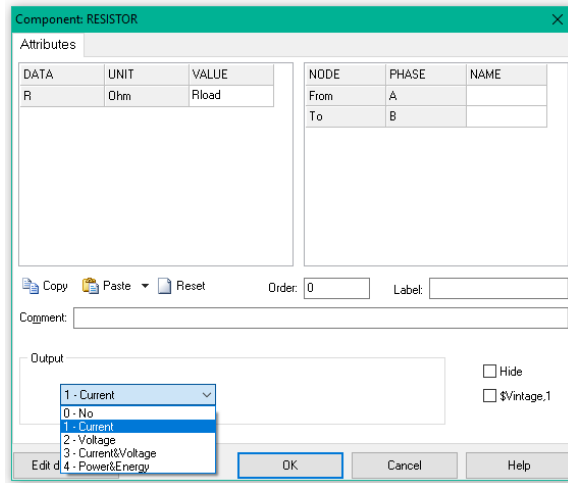 Component: RESISTOR
Attributes
DATA UNIT VALUE
R Ohm Rload
NODE PHASE NAME
From A
To B
Copy Paste Reset Order: 0 Label:
Comment:
Output
1 - Current
0 - No
1 - Current
2 - Voltage
3 - Current&Voltage
4 - Power&Energy
Hide
$Vintage,1
Edit d OK Cancel Help